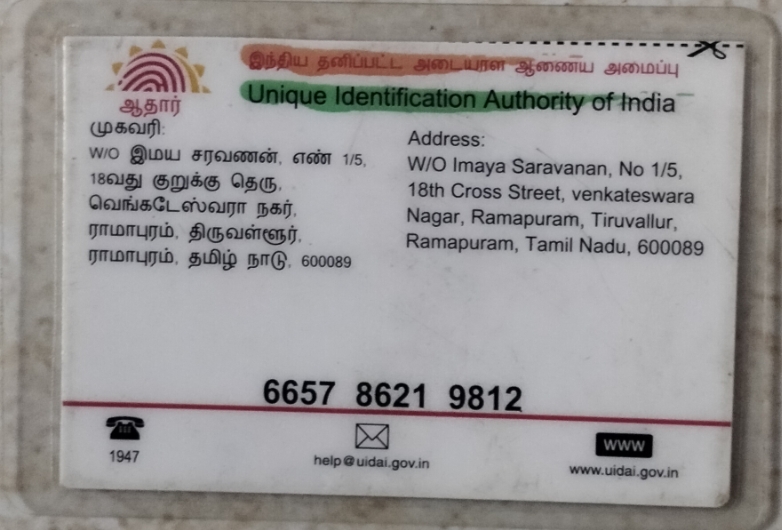 இந்திய தனிப்பட்ட அடையாள ஆணைய அமைப்பு
Unique Identification Authority of India
ஆதார்
முகவரி:
W/O இமய சரவணன், எண் 1/5,
18வது குறுக்கு தெரு,
வெங்கடேஸ்வரா நகர்,
ராமாபுரம், திருவள்ளூர்,
ராமாபுரம், தமிழ் நாடு, 600089
Address:
W/O Imaya Saravanan, No 1/5,
18th Cross Street, venkateswara
Nagar, Ramapuram, Tiruvallur,
Ramapuram, Tamil Nadu, 600089
6657 8621 9812
1947
help@uidai.gov.in
WWW
www.uidai.gov.in